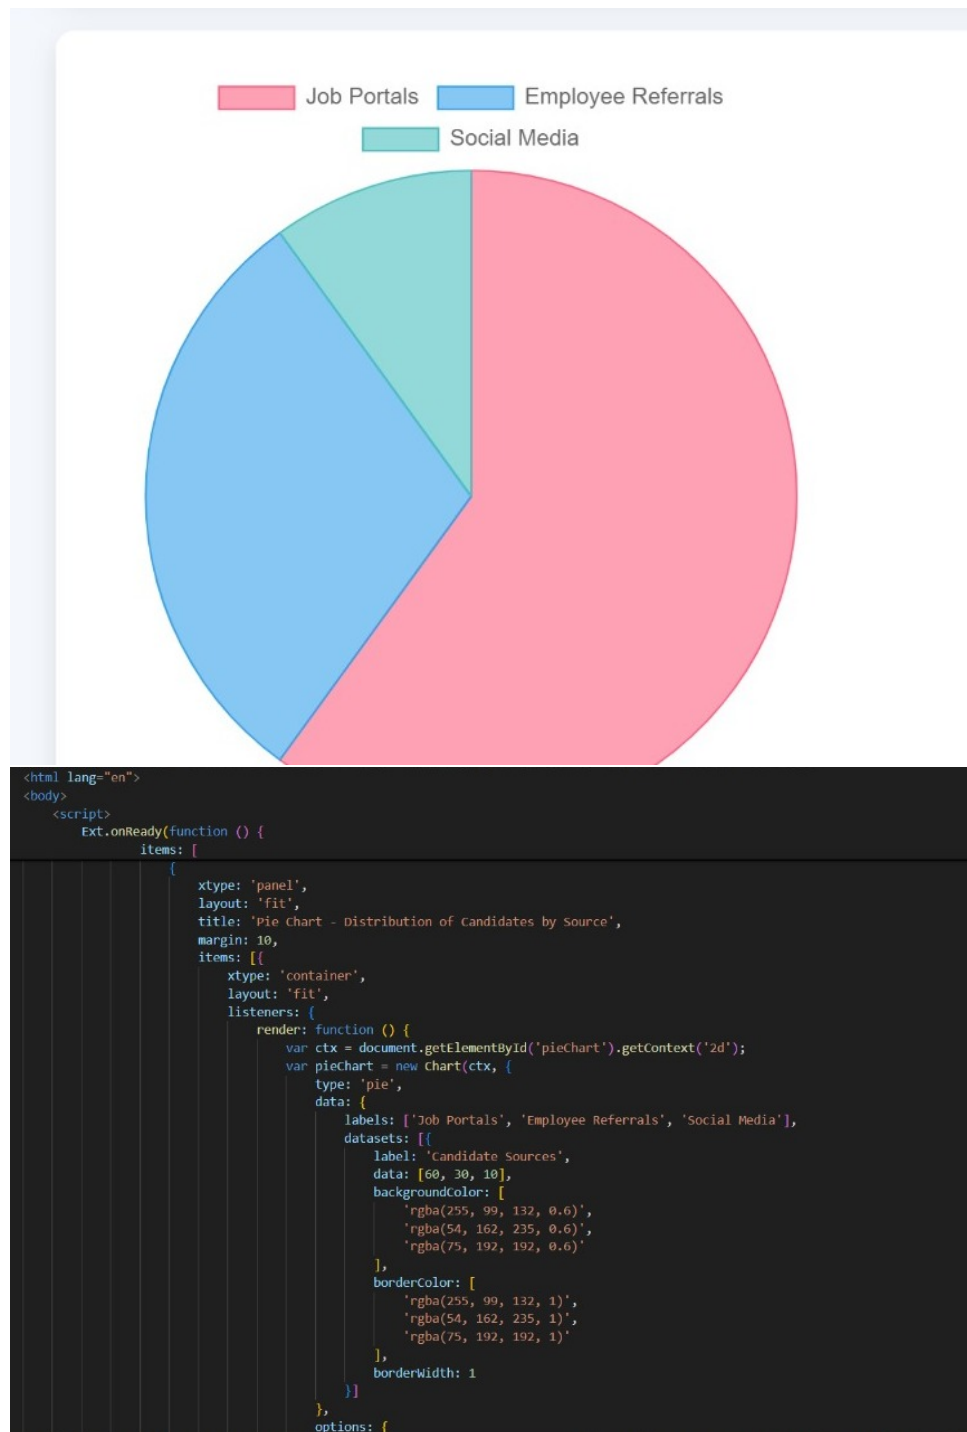 Job Portals Employee Referrals
Social Media
<html lang="en">
<body>
<script>
Ext.onReady(function () {
items: [
{
xtype: 'panel',
layout: 'fit',
title: 'Pie Chart - Distribution of Candidates by Source',
margin: 10,
items: [{
xtype: 'container',
layout: 'fit',
listeners: {
render: function () {
var ctx = document.getElementById('pieChart').getContext('2d');
var pieChart = new Chart(ctx, {
type: 'pie',
data: {
labels: ['Job Portals', 'Employee Referrals', 'Social Media'],
datasets: [{
label: 'Candidate Sources',
data: [60, 30, 10],
backgroundColor: [
'rgba(255, 99, 132, 0.6)',
'rgba(54, 162, 235, 0.6)',
'rgba(75, 192, 192, 0.6)'
],
borderColor: [
'rgba(255, 99, 132, 1)',
'rgba(54, 162, 235, 1)',
'rgba(75, 192, 192, 1)'
],
borderWidth: 1
}]
},
options: {